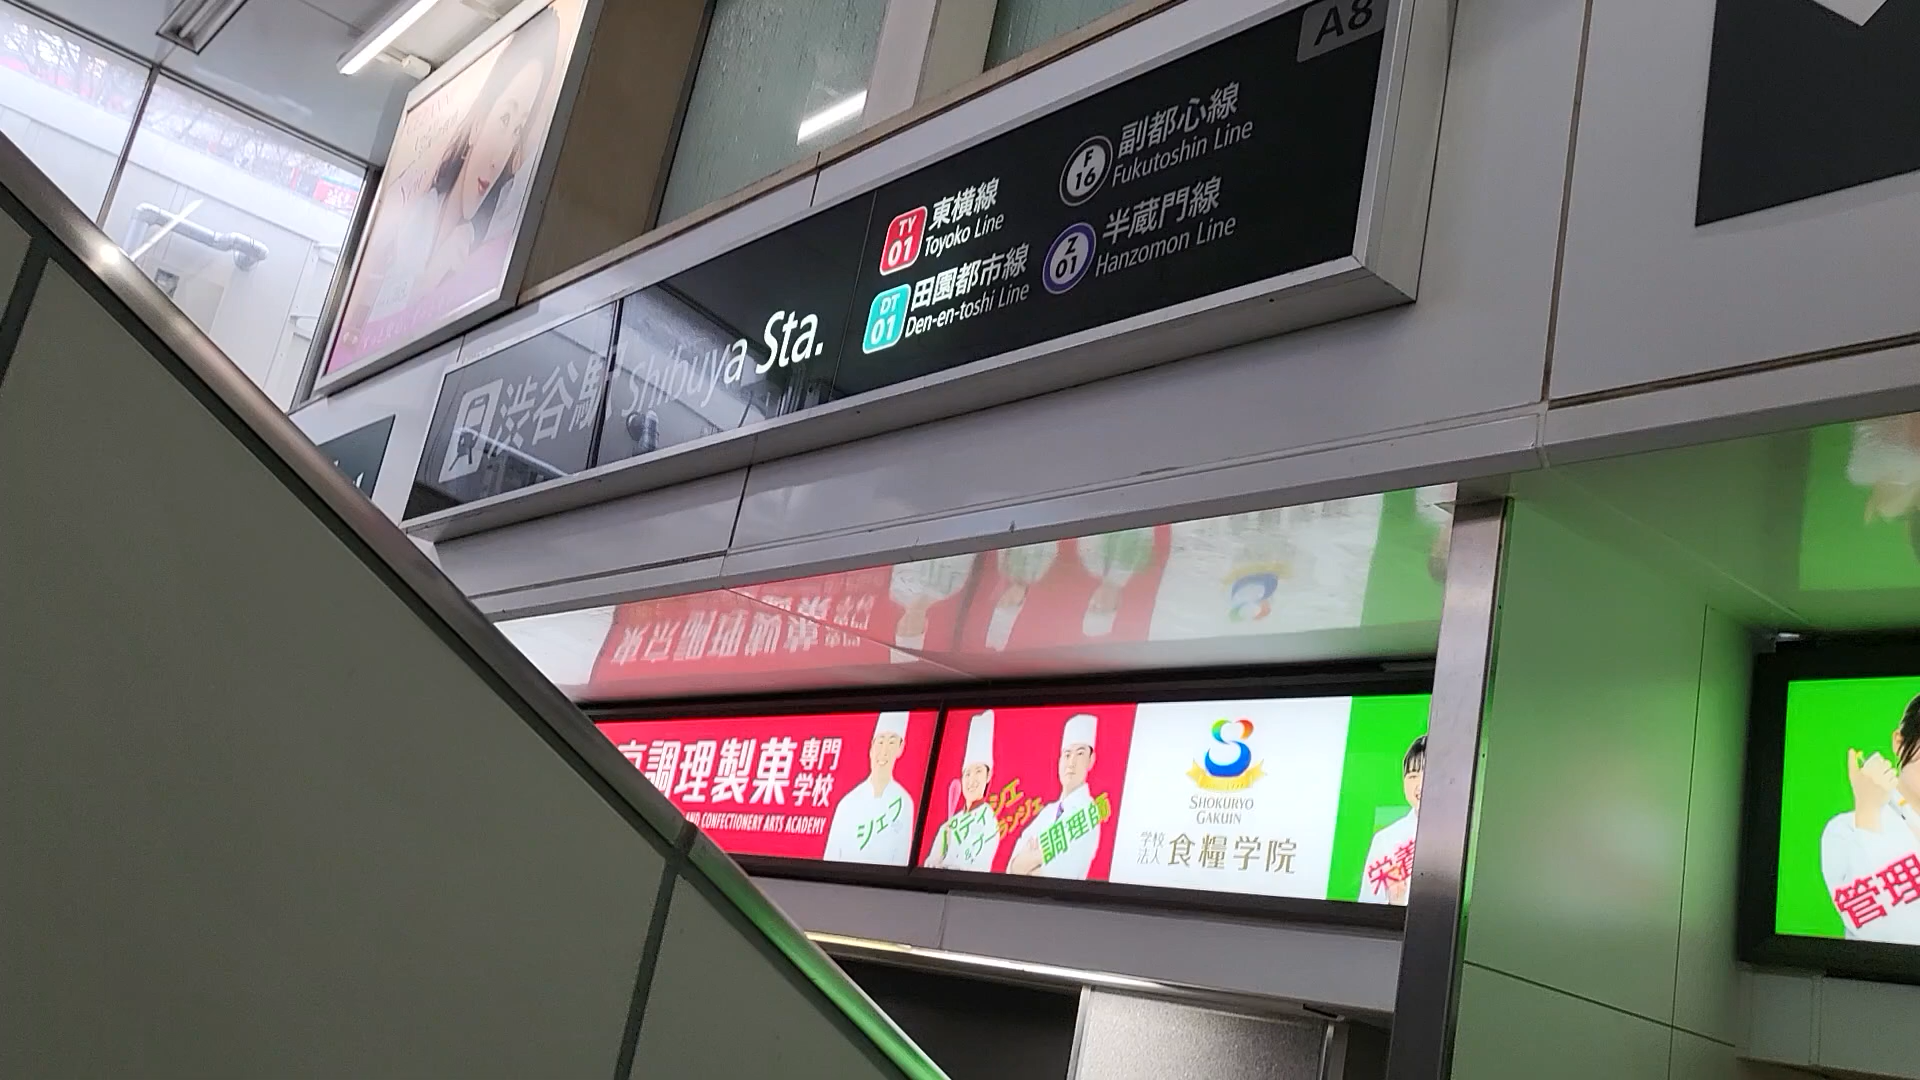 A8
渋谷駅 Shibuya Sta.
TY
01
東横線
Toyoko Line
F
16
副都心線
Fukutoshin Line
DT
01
田園都市線
Den-en-toshi Line
Z
01
半蔵門線
Hanzomon Line
京調理製菓
専門
学校
AND CONFECTIONERY ARTS ACADEMY
シェフ
パティシエ
&ブーランジェ
調理師
SHOKURYO
GAKUIN
学校
法人
食糧学院
栄養
管理